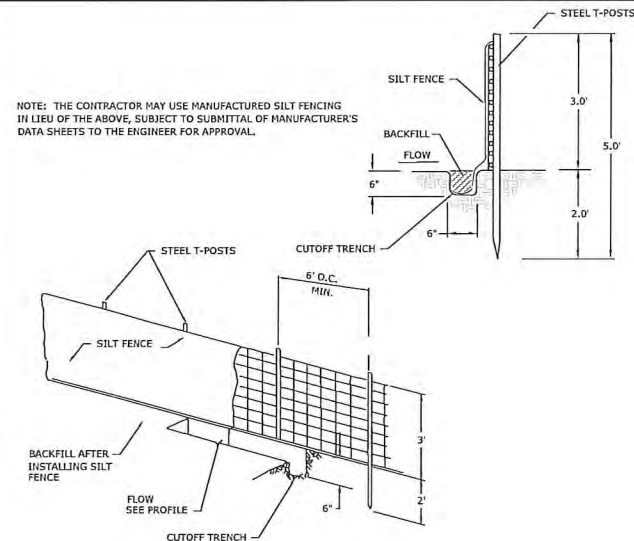 STEEL T-POSTS
SILT FENCE
3.0'
5.0'
NOTE: THE CONTRACTOR MAY USE MANUFACTURED SILT FENCING
IN LIEU OF THE ABOVE, SUBJECT TO SUBMITTAL OF MANUFACTURER'S
DATA SHEETS TO THE ENGINEER FOR APPROVAL.
BACKFILL
FLOW
6"
2.0'
6"
CUTOFF TRENCH
STEEL T-POSTS
6' O.C.
MIN.
SILT FENCE
3'
BACKFILL AFTER
INSTALLING SILT
FENCE
2'
FLOW
SEE PROFILE
6"
CUTOFF TRENCH